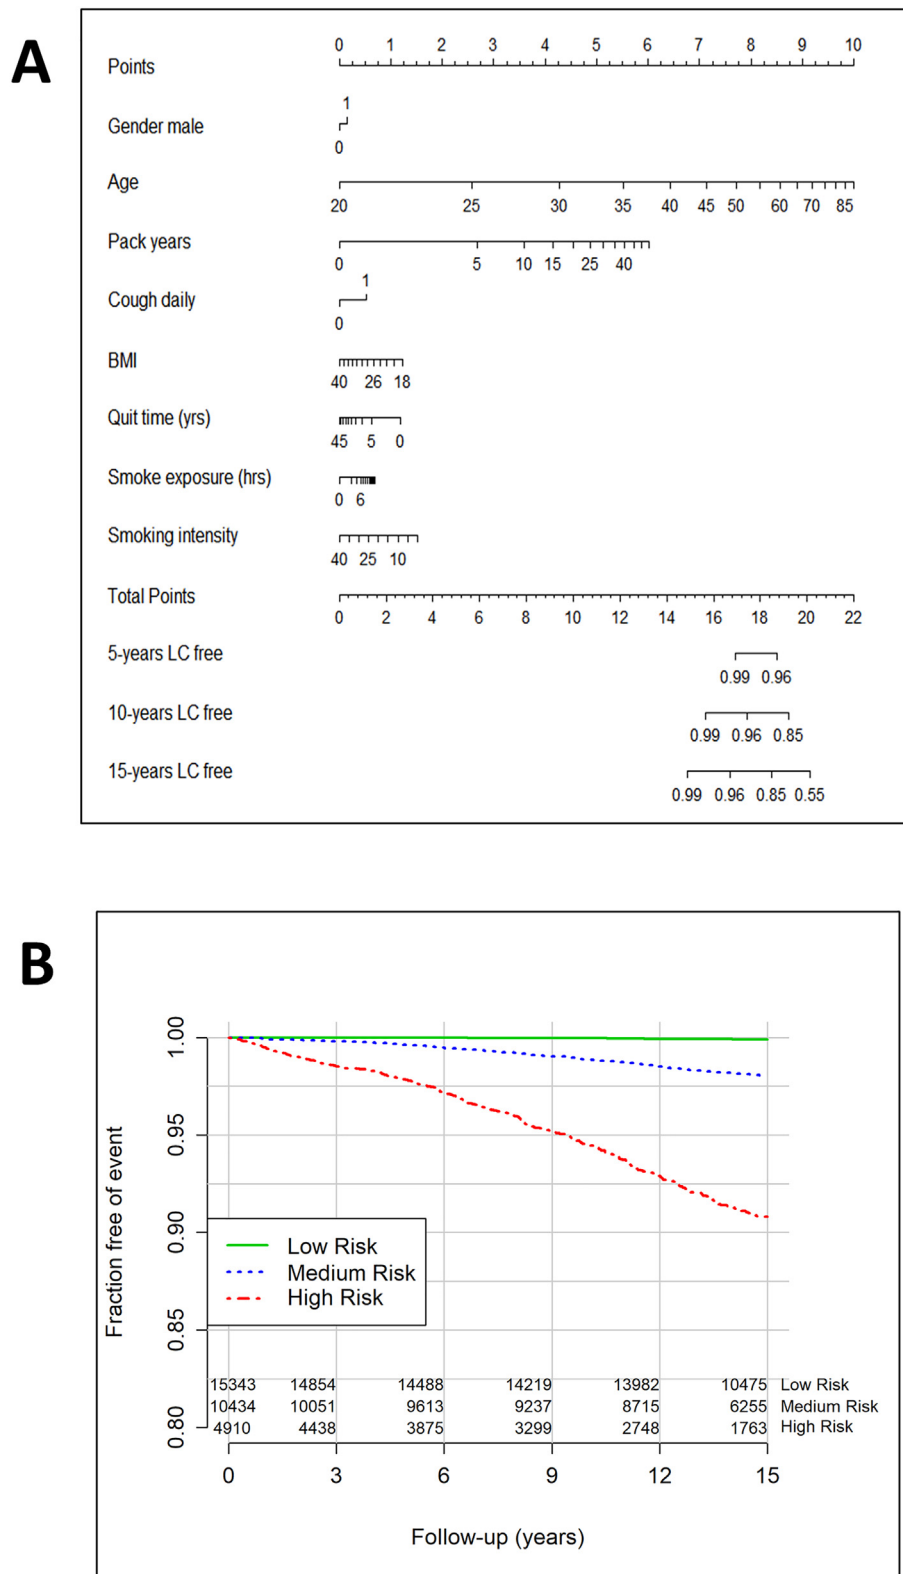 A
Points
0 1 2 3 4 5 6 7 8 9 10
1
Gender male
0
Age
20 25 30 35 40 45 50 60 70 85
Pack years
0 5 10 15 25 40
1
Cough daily
0
BMI
40 26 18
Quit time (yrs)
45 5 0
Smoke exposure (hrs)
0 6
Smoking intensity
40 25 10
Total Points
0 2 4 6 8 10 12 14 16 18 20 22
5-years LC free
0.99 0.96
10-years LC free
0.99 0.96 0.85
15-years LC free
0.99 0.96 0.85 0.55
B
Fraction free of event
1.00
0.95
0.90
0.85
0.80
Low Risk
Medium Risk
High Risk
15343 14854 14488 14219 13982 10475 Low Risk
10434 10051 9613 9237 8715 6255 Medium Risk
4910 4438 3875 3299 2748 1763 High Risk
0 3 6 9 12 15
Follow-up (years)